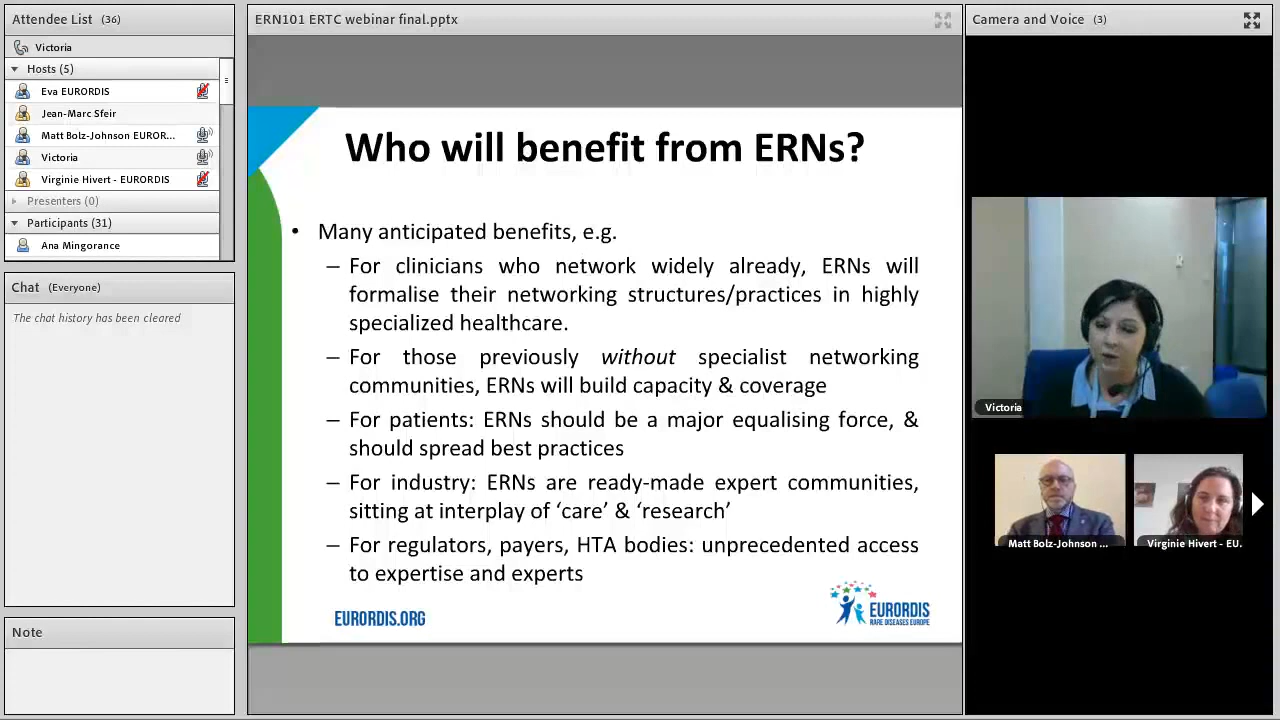 Attendee List (36)
Victoria
Hosts (5)
Eva EURORDIS
Jean-Marc Sfeir
Matt Bolz-Johnson EUROR...
Victoria
Virginie Hivert - EURORDIS
Presenters (0)
Participants (31)
Ana Mingorance
Chat (Everyone)
The chat history has been cleared
Note
ERN101 ERTC webinar final.pptx
Who will benefit from ERNs?
• Many anticipated benefits, e.g.
– For clinicians who network widely already, ERNs will
formalise their networking structures/practices in highly
specialized healthcare.
– For those previously without specialist networking
communities, ERNs will build capacity & coverage
– For patients: ERNs should be a major equalising force, &
should spread best practices
– For industry: ERNs are ready-made expert communities,
sitting at interplay of ‘care’ & ‘research’
– For regulators, payers, HTA bodies: unprecedented access
to expertise and experts
EURORDIS.ORG
EURORDIS
RARE DISEASES EUROPE
Camera and Voice (3)
Victoria
Matt Bolz-Johnson ...
Virginie Hivert - EU...